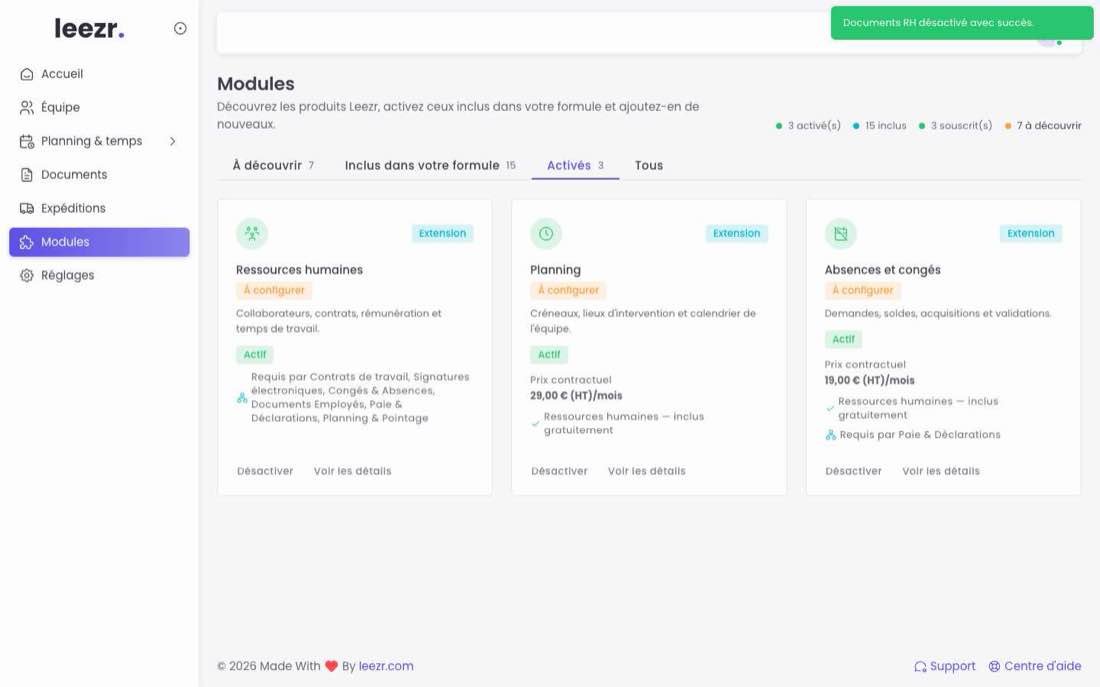 leezr.
Documents RH désactivé avec succès.
Accueil
Équipe
Planning & temps
Documents
Expéditions
Modules
Réglages
Modules
Découvrez les produits Leezr, activez ceux inclus dans votre formule et ajoutez-en de
nouveaux.
3 activé(s) 15 inclus 3 souscrit(s) 7 à découvrir
À découvrir 7 Inclus dans votre formule 15 Activés 3 Tous
Extension
Ressources humaines
À configurer
Collaborateurs, contrats, rémunération et
temps de travail.
Actif
Requis par Contrats de travail, Signatures
électroniques, Congés & Absences,
Documents Employés, Paie &
Déclarations, Planning & Pointage
Désactiver Voir les détails
Extension
Planning
À configurer
Créneaux, lieux d'intervention et calendrier de
l'équipe.
Actif
Prix contractuel
29,00 € (HT)/mois
Ressources humaines — inclus
gratuitement
Désactiver Voir les détails
Extension
Absences et congés
À configurer
Demandes, soldes, acquisitions et validations.
Actif
Prix contractuel
19,00 € (HT)/mois
Ressources humaines — inclus
gratuitement
Requis par Paie & Déclarations
Désactiver Voir les détails
© 2026 Made With ❤️ By leezr.com
Support Centre d'aide